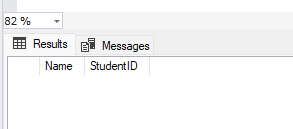 82 %
Results Messages
Name StudentID